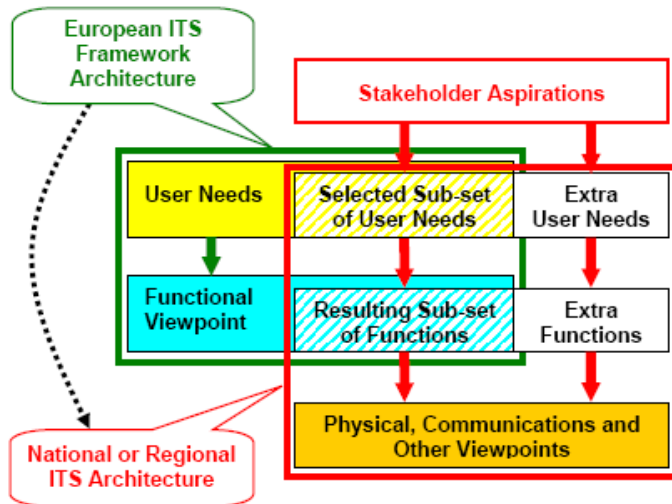 European ITS
Framework
Architecture
Stakeholder Aspirations
User Needs
Selected Sub-set
of User Needs
Extra
User Needs
Functional
Viewpoint
Resulting Sub-set
of Functions
Extra
Functions
Physical, Communications and
Other Viewpoints
National or Regional
ITS Architecture